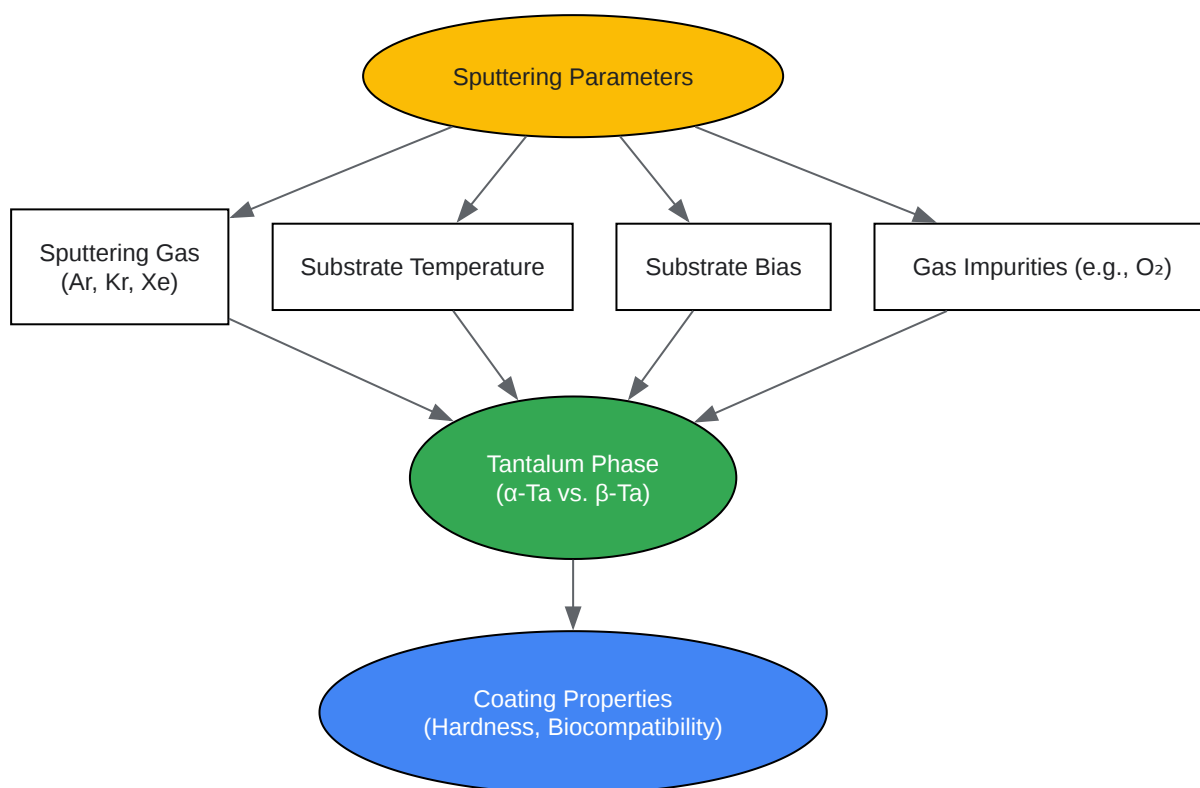 Sputtering Parameters
Sputtering Gas
(Ar, Kr, Xe)
Substrate Temperature
Substrate Bias
Gas Impurities (e.g., O₂)
Tantalum Phase
(α-Ta vs. β-Ta)
Coating Properties
(Hardness, Biocompatibility)